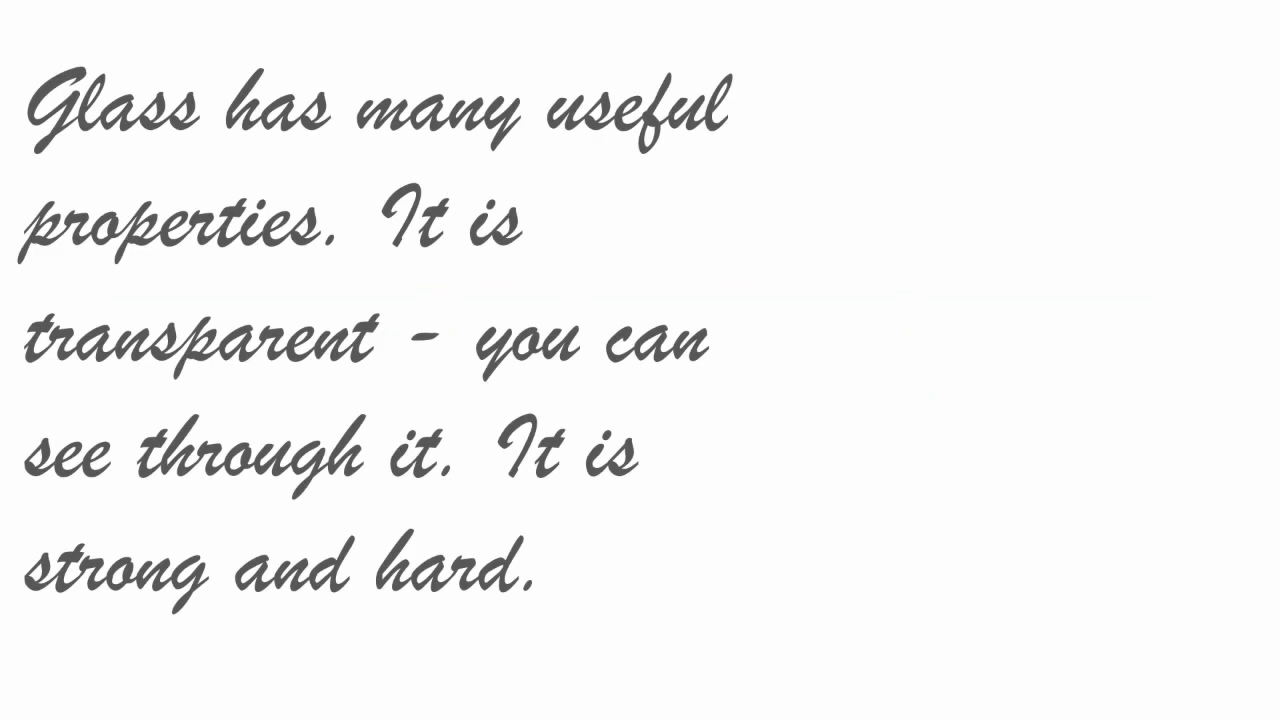 Glass has many useful
properties. It is
transparent - you can
see through it. It is
strong and hard.